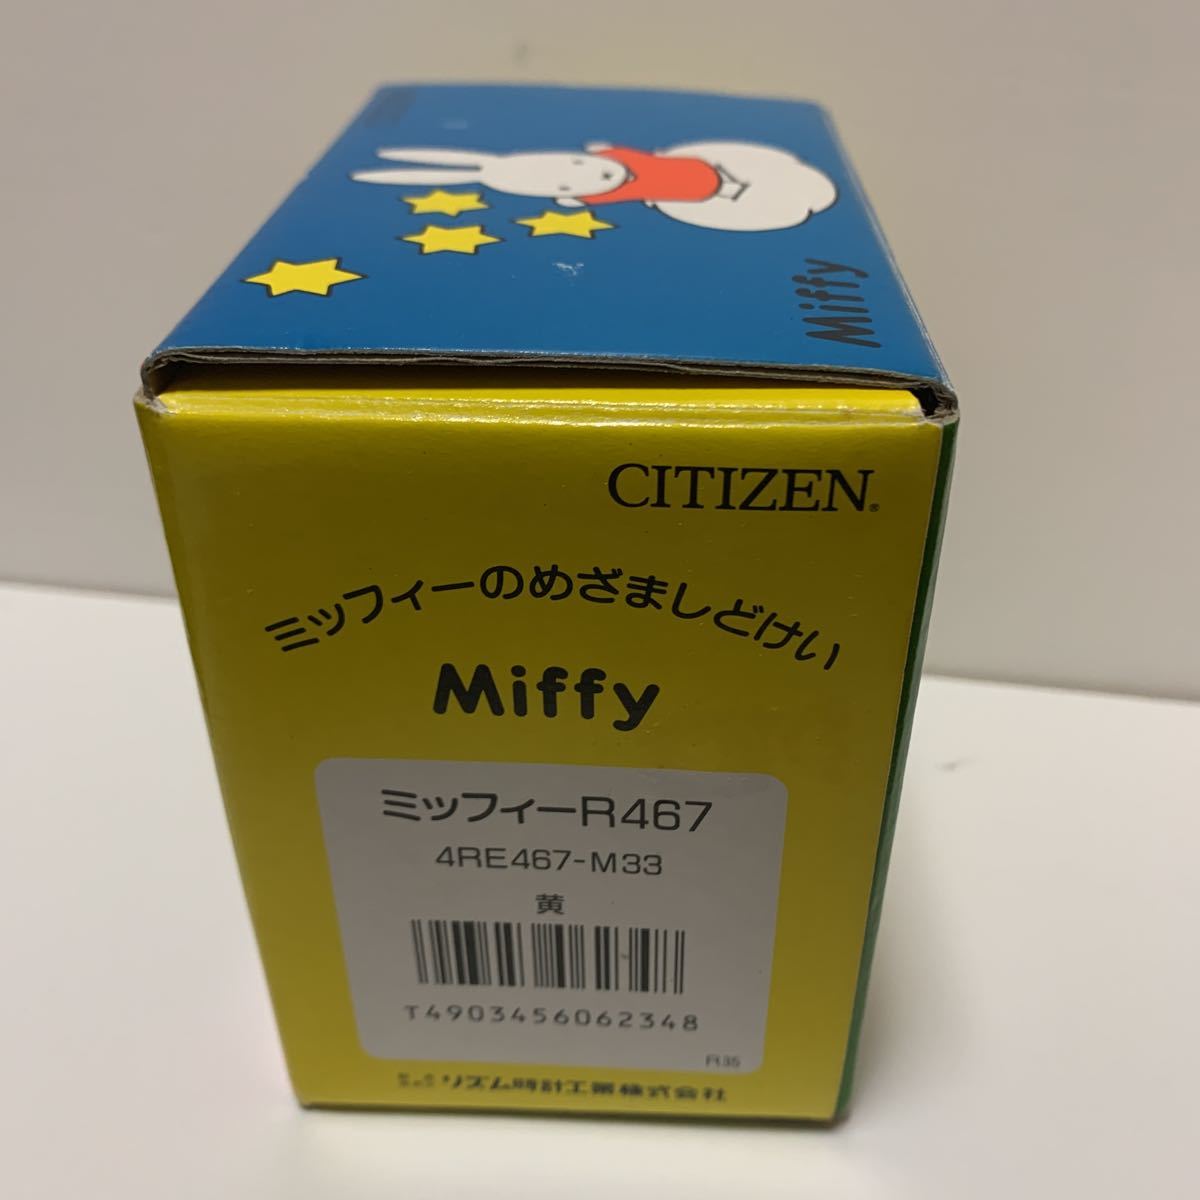 Miffy
CITIZEN®
ミッフィーのめざましどけい
Miffy
ミッフィーR467
4RE467-M33
黄
T4903456062348
R35
リズム時計工業株式会社